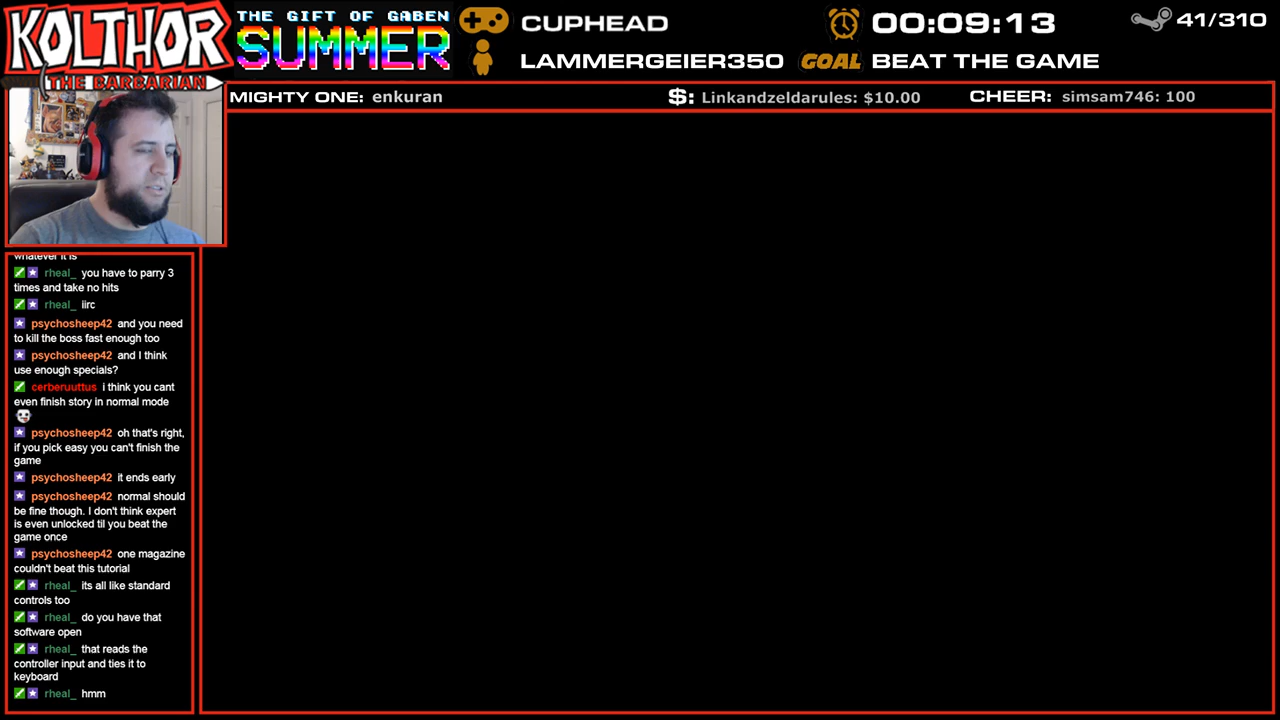 KOLTHOR
THE BARBARIAN
THE GIFT OF GABEN
SUMMER
CUPHEAD
LAMMERGEIER350
00:09:13
GOAL BEAT THE GAME
41/310
MIGHTY ONE: enkuran
$: Linkandzeldarules: $10.00
CHEER: simsam746: 100
whatever it is
rheal_ you have to parry 3
times and take no hits
rheal_ iirc
psychosheep42 and you need
to kill the boss fast enough too
psychosheep42 and I think
use enough specials?
cerberuuttus i think you cant
even finish story in normal mode
psychosheep42 oh that's right,
if you pick easy you can't finish the
game
psychosheep42 it ends early
psychosheep42 normal should
be fine though. I don't think expert
is even unlocked til you beat the
game once
psychosheep42 one magazine
couldn't beat this tutorial
rheal_ its all like standard
controls too
rheal_ do you have that
software open
rheal_ that reads the
controller input and ties it to
keyboard
rheal_ hmm